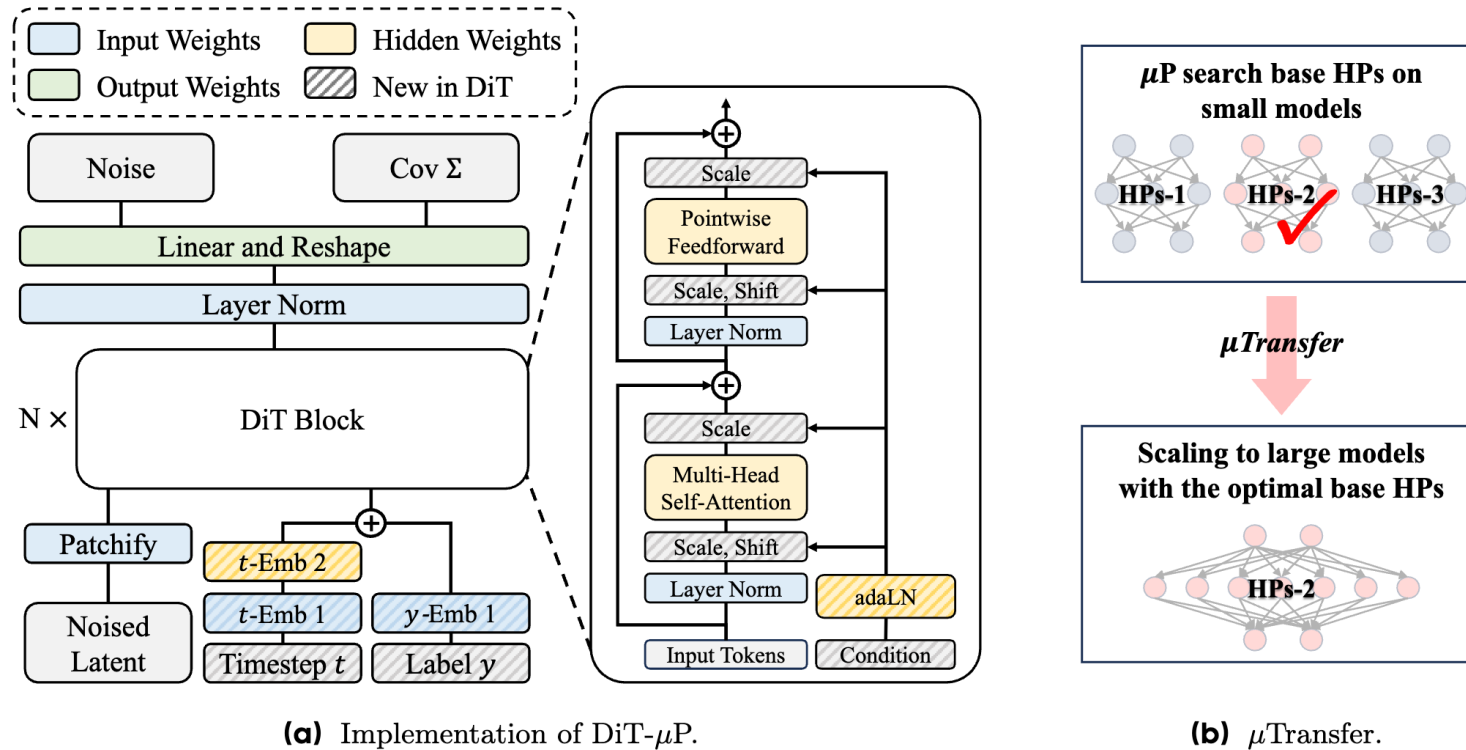 Input Weights
Hidden Weights
Output Weights
New in DiT
Noise
Cov Σ
Linear and Reshape
Layer Norm
N ×
DiT Block
Patchify
t-Emb 2
t-Emb 1
y-Emb 1
Noised
Latent
Timestep t
Label y
Scale
Pointwise
Feedforward
Scale, Shift
Layer Norm
Scale
Multi-Head
Self-Attention
Scale, Shift
Layer Norm
adaLN
Input Tokens
Condition
(a) Implementation of DiT-μP.
μP search base HPs on
small models
HPs-1
HPs-2
HPs-3
μTransfer
Scaling to large models
with the optimal base HPs
HPs-2
(b) μTransfer.